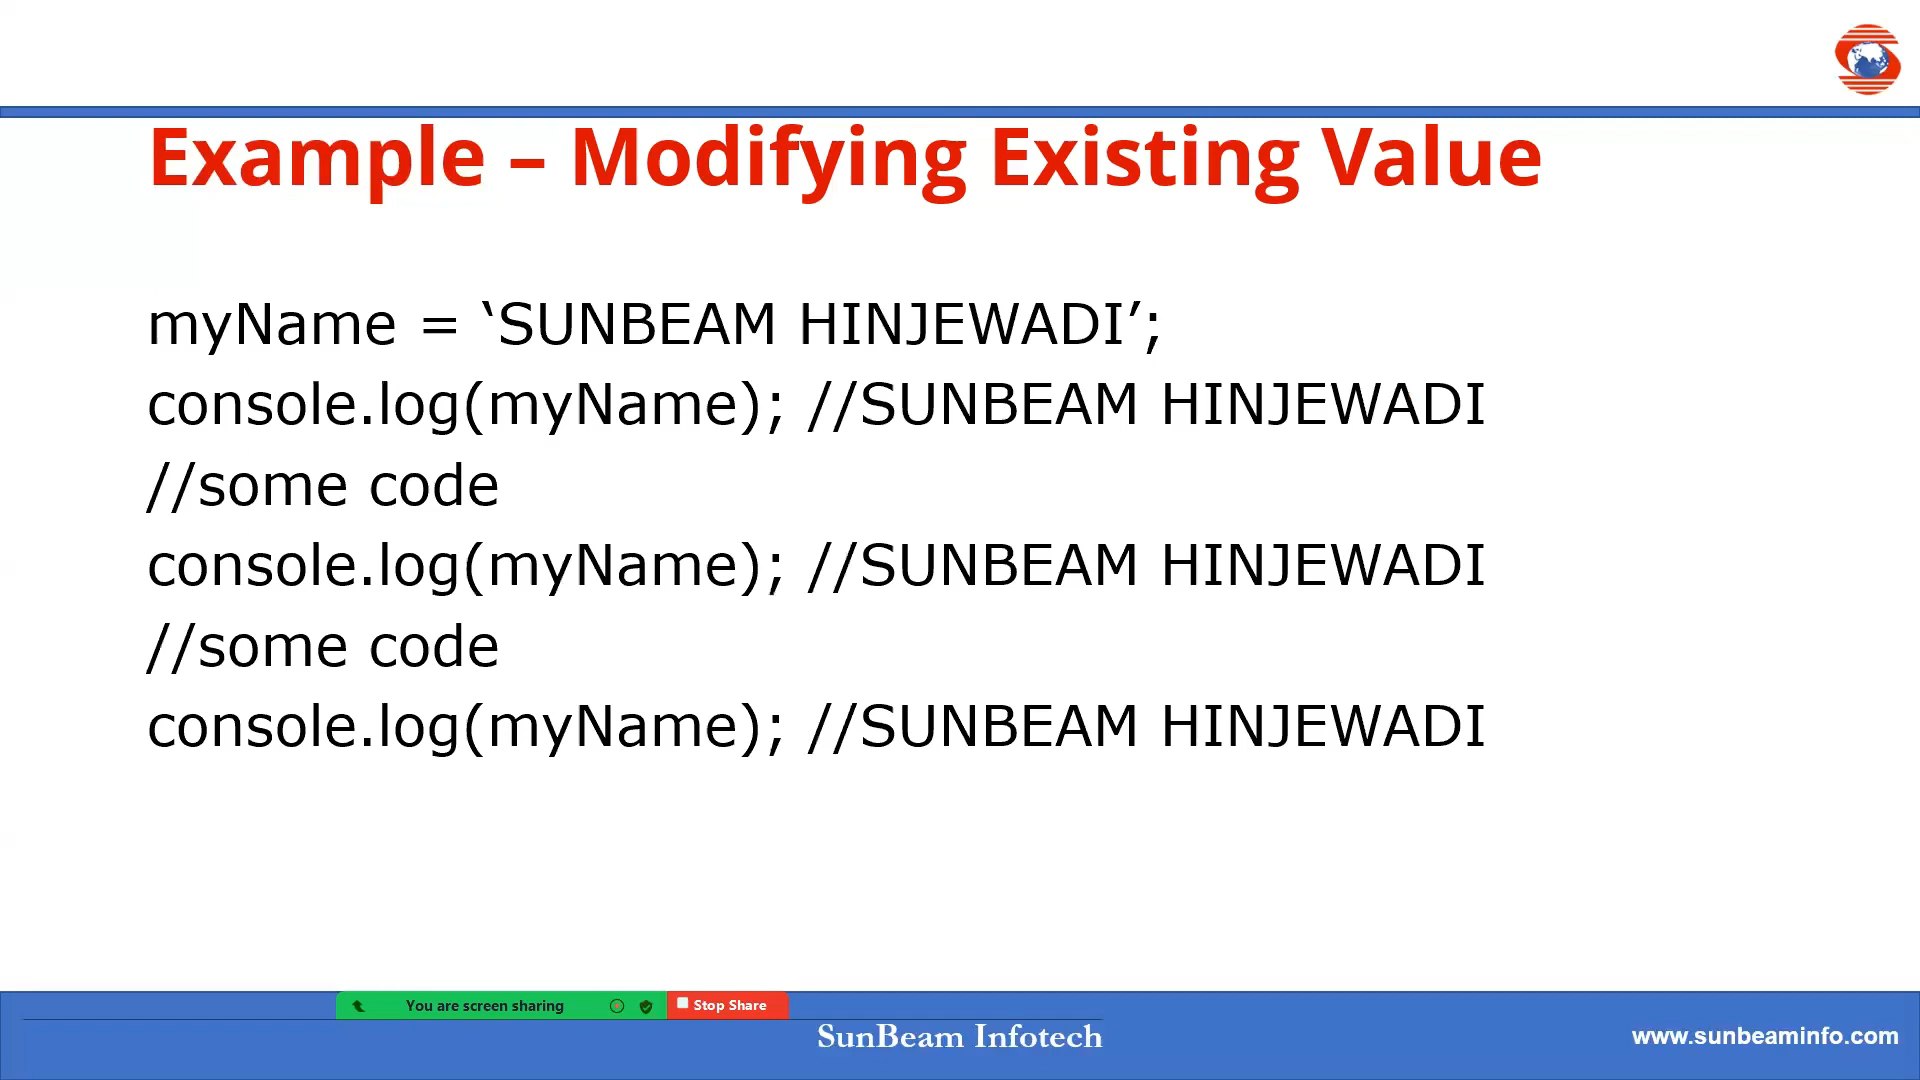 Example – Modifying Existing Value
myName = ‘SUNBEAM HINJEWADI’;
console.log(myName); //SUNBEAM HINJEWADI
//some code
console.log(myName); //SUNBEAM HINJEWADI
//some code
console.log(myName); //SUNBEAM HINJEWADI
You are screen sharing
Stop Share
SunBeam Infotech
www.sunbeaminfo.com